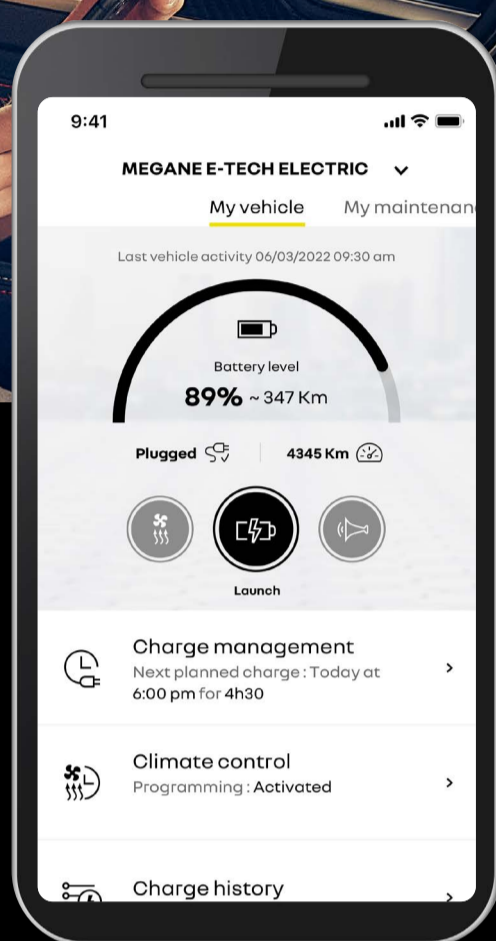 9:41
MEGANE E-TECH ELECTRIC
My vehicle My maintenan
Last vehicle activity 06/03/2022 09:30 am
Battery level
89% ~ 347 Km
Plugged 4345 Km
Launch
Charge management
Next planned charge : Today at
6:00 pm for 4h30
Climate control
Programming : Activated
Charge history